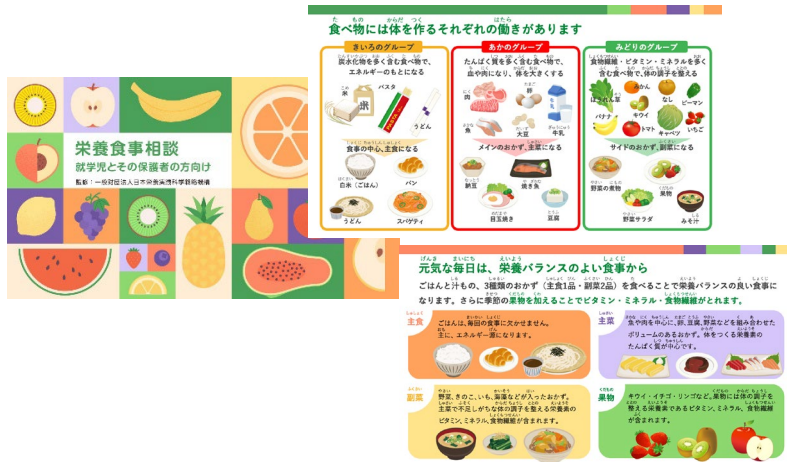 栄養食事相談
就学児とその保護者の方向け
食べ物には体を作るそれぞれの働きがあります
きいろのグループ
炭水化物を多く含む食べ物で、
エネルギーのもとになる
米
パスタ
うどん
食事の中心、主食になる
白米(ごはん)
パン
うどん
スパゲティ
あかのグループ
たんぱく質を多く含む食べ物で、
血や肉になり、体を大きくする
肉
卵
魚
大豆
牛乳
メインのおかず、主菜になる
納豆
焼き魚
目玉焼き
豆腐
みどりのグループ
食物繊維・ビタミン・ミネラルを多く
含む食べ物で、体の調子を整える
ほうれん草
みかん
なし
ピーマン
バナナ
キウイ
トマト
キャベツ
いちご
サイドのおかず、副菜になる
野菜の煮物
果物
野菜サラダ
みそ汁
元気な毎日は、栄養バランスのよい食事から
ごはんと汁もの、3種類のおかず(主食1品・副菜2品)を食べることで栄養バランスの良い食事に
なります。さらに季節の果物を加えることでビタミン・ミネラル・食物繊維がとれます。
主食
ごはんは、毎回の食事に欠かせません。
主に、エネルギー源になります。
主菜
魚や肉を中心に、卵、豆腐、野菜などを組み合わせた
ボリュームのあるおかず。体をつくる栄養素の
たんぱく質が中心です。
副菜
野菜、きのこ、いも、海藻などが入ったおかず。
主菜で不足しがちな体の調子を整える栄養素の
ビタミン、ミネラル、食物繊維が含まれます。
果物
キウイ・イチゴ・リンゴなど。果物には体の調子を
整える栄養素であるビタミン、ミネラル、食物繊維
が含まれます。